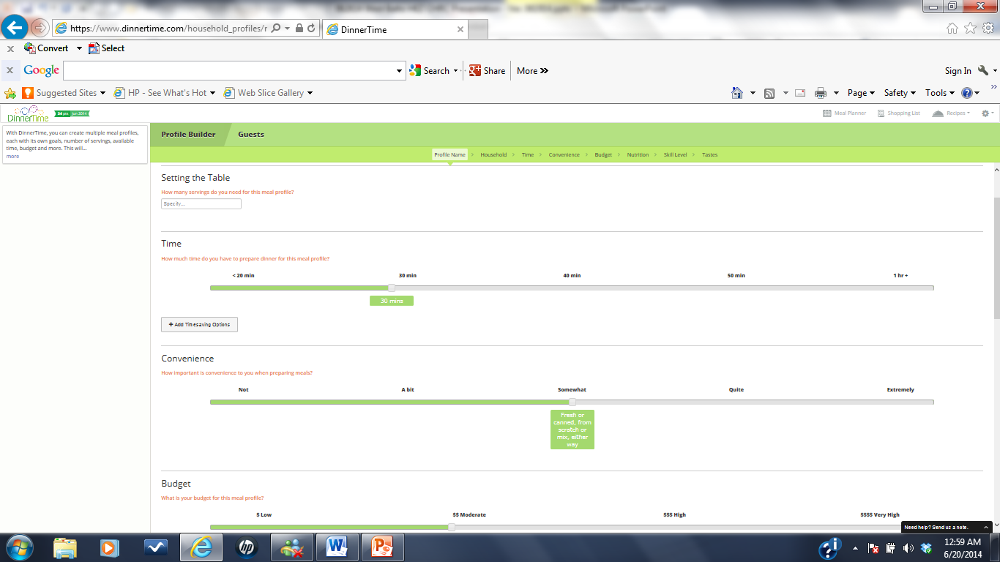 https://www.dinnertime.com/household_profiles/r
DinnerTime
Convert
Select
Google
Search
Share
More »
Sign In
Suggested Sites
HP - See What's Hot
Web Slice Gallery
Page
Safety
Tools
DinnerTime
Jun 2014
Meal Planner
Shopping List
Recipes
With DinnerTime, you can create multiple meal profiles,
each with its own goals, number of servings, available
time, budget and more. This will...
more
Profile Builder
Guests
Profile Name > Household > Time > Convenience > Budget > Nutrition > Skill Level > Tastes
Setting the Table
How many servings do you need for this meal profile?
Specify...
Time
How much time do you have to prepare dinner for this meal profile?
< 20 min
30 min
40 min
50 min
1 hr +
30 mins
+ Add Timesaving Options
Convenience
How important is convenience to you when preparing meals?
Not
A bit
Somewhat
Quite
Extremely
Fresh or
canned, from
scratch or
mix, either
way
Budget
What is your budget for this meal profile?
$ Low
$$ Moderate
$$$ High
$$$$ Very High
Need help? Send us a note.
12:59 AM
6/20/2014